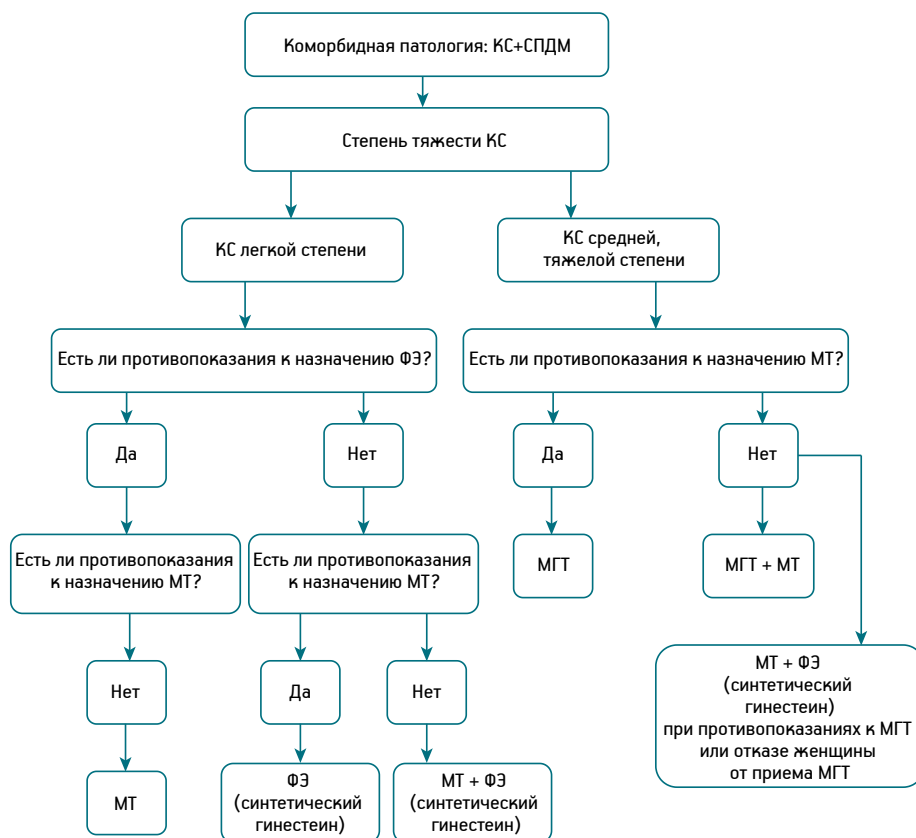 Коморбидная патология: КС+СПДМ
Степень тяжести КС
КС легкой степени
КС средней,
тяжелой степени
Есть ли противопоказания к назначению ФЭ?
Есть ли противопоказания к назначению МТ?
Да
Нет
Да
Нет
Есть ли противопоказания
к назначению МТ?
Есть ли противопоказания
к назначению МТ?
МГТ
МГТ + МТ
Нет
Да
Нет
МТ + ФЭ
(синтетический
гинестеин)
при противопоказаниях к МГТ
или отказе женщины
от приема МГТ
МТ
ФЭ
(синтетический
гинестеин)
МТ + ФЭ
(синтетический
гинестеин)